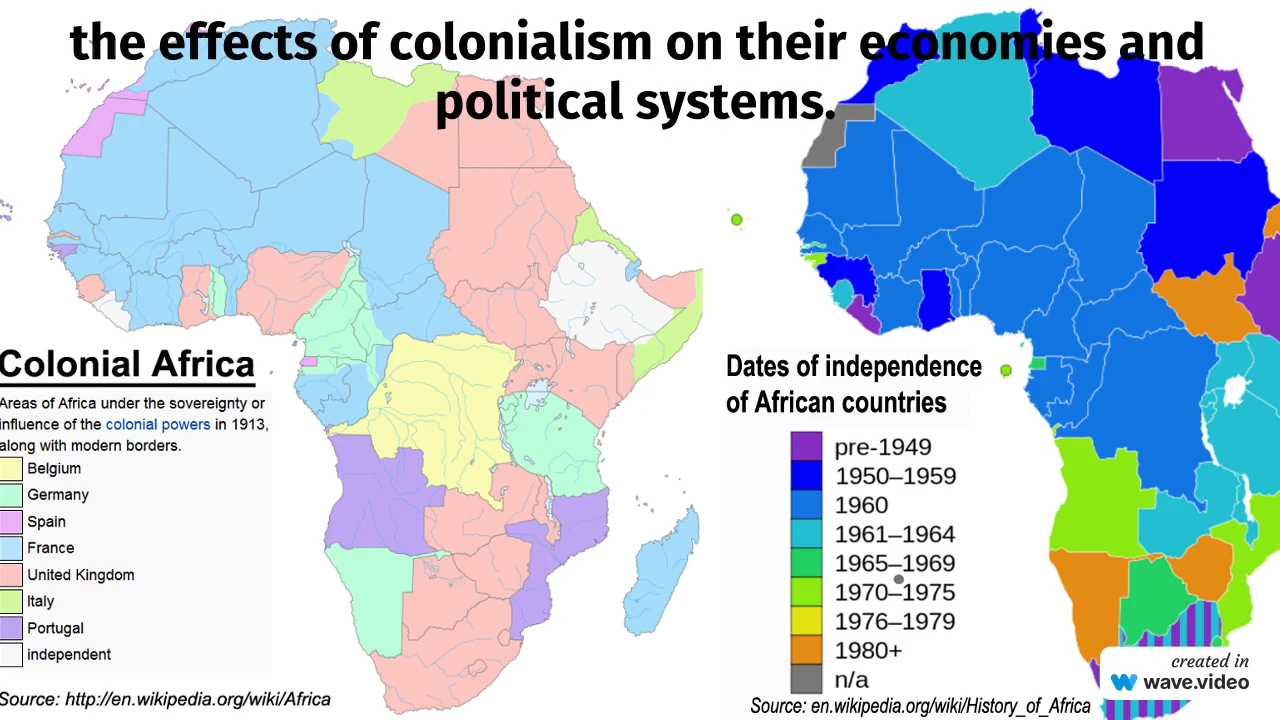 the effects of colonialism on their economies and
political systems.
Colonial Africa
Areas of Africa under the sovereignty or
influence of the colonial powers in 1913,
along with modern borders.
Belgium
Germany
Spain
France
United Kingdom
Italy
Portugal
independent
Source: http://en.wikipedia.org/wiki/Africa
Dates of independence
of African countries
pre-1949
1950–1959
1960
1961–1964
1965–1969
1970–1975
1976–1979
1980+
n/a
Source: en.wikipedia.org/wiki/History_of_Africa
created in
wave.video